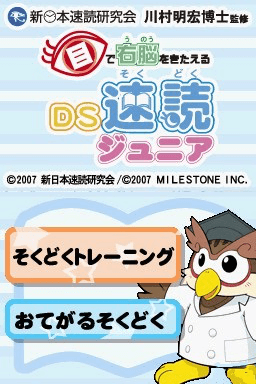 新日本速読研究会 川村明宏博士監修
うのう
目で右脳をきたえる
そくどく
DS速読
ジュニア
©2007 新日本速読研究会/©2007 MILESTONE INC.
そくどくトレーニング
おてがるそくどく